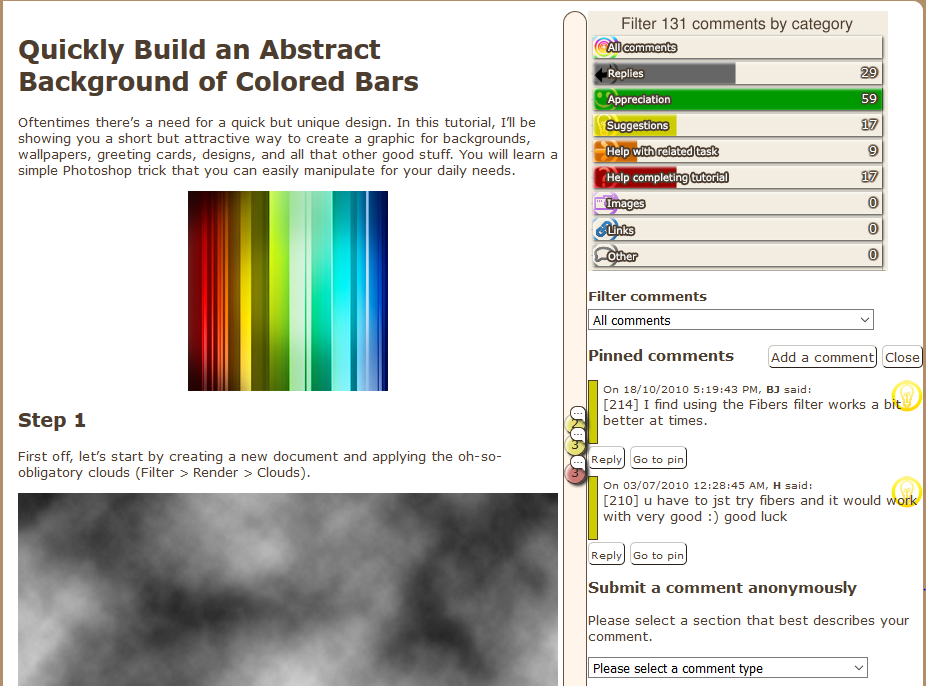 Quickly Build an Abstract
Background of Colored Bars
Oftentimes there's a need for a quick but unique design. In this tutorial, I'll be
showing you a short but attractive way to create a graphic for backgrounds,
wallpapers, greeting cards, designs, and all that other good stuff. You will learn a
simple Photoshop trick that you can easily manipulate for your daily needs.
Step 1
First off, let's start by creating a new document and applying the oh-so-
obligatory clouds (Filter > Render > Clouds).
2
3
3
Filter 131 comments by category
All comments
Replies 29
Appreciation 59
Suggestions 17
Help with related task 9
Help completing tutorial 17
Images 0
Links 0
Other 0
Filter comments
All comments
Pinned comments Add a comment Close
On 18/10/2010 5:19:43 PM, BJ said:
[214] I find using the Fibers filter works a bit
better at times.
Reply Go to pin
On 03/07/2010 12:28:45 AM, H said:
[210] u have to jst try fibers and it would work
with very good :) good luck
Reply Go to pin
Submit a comment anonymously
Please select a section that best describes your
comment.
Please select a comment type